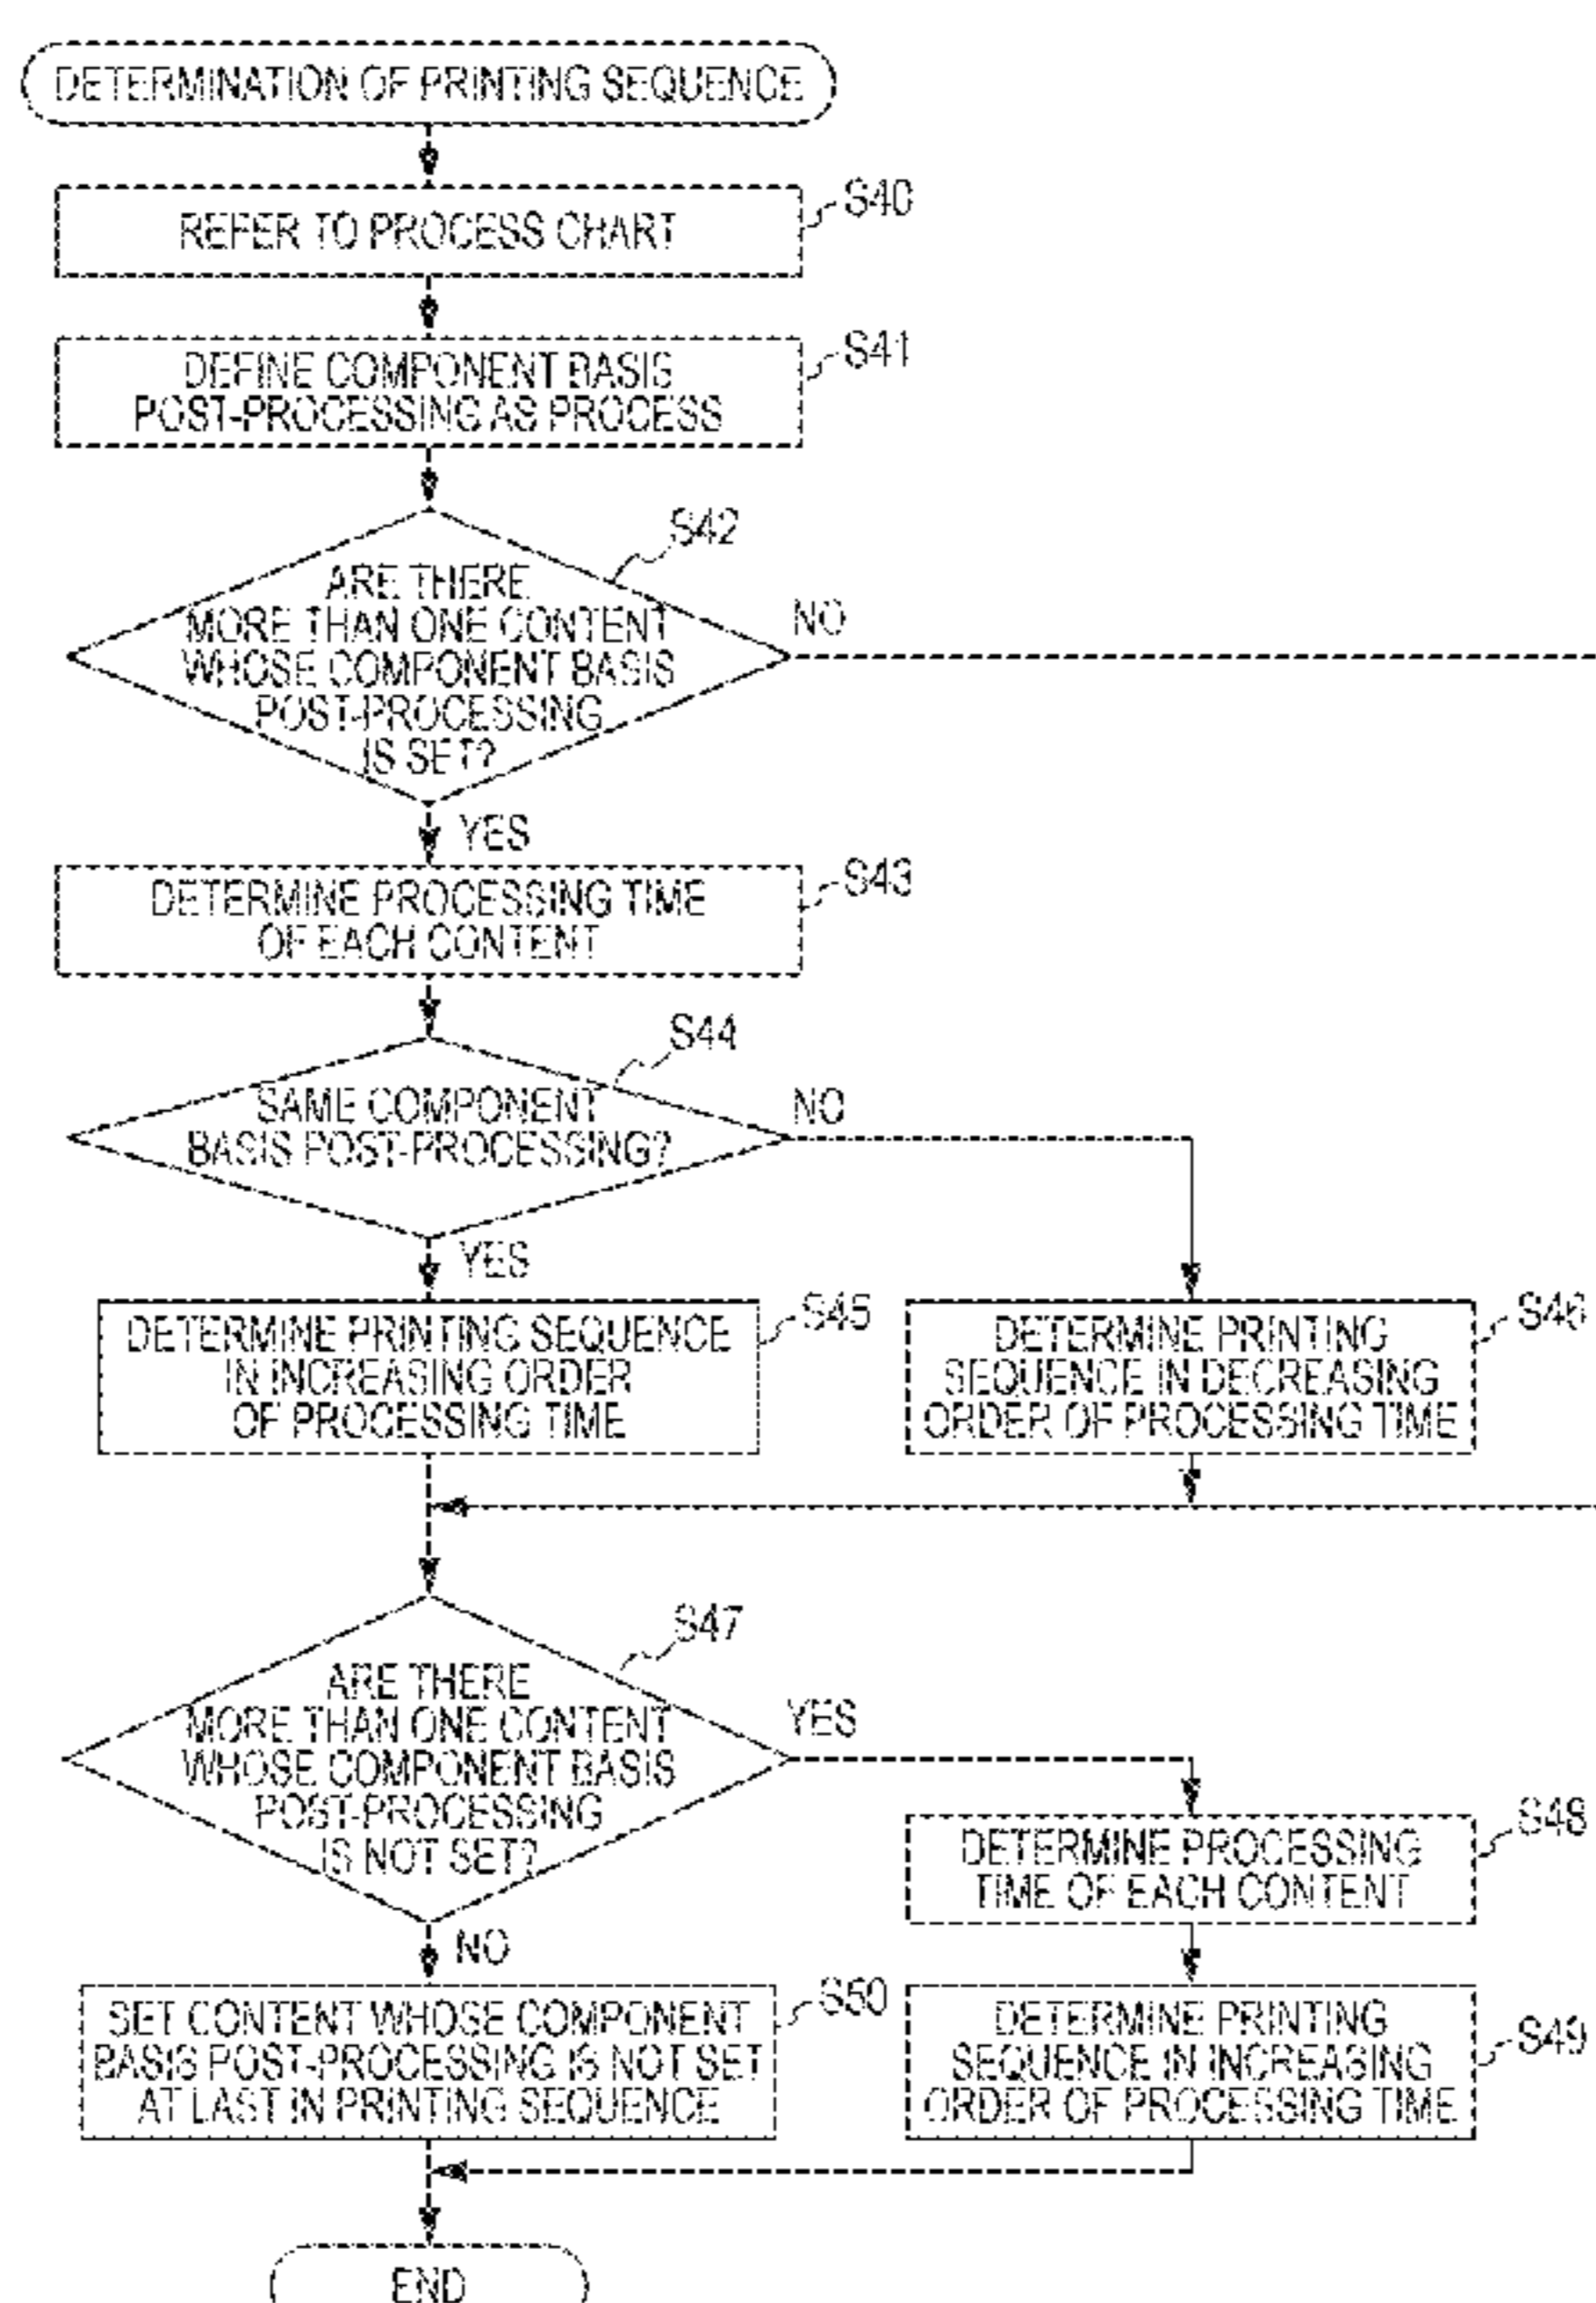 DETERMINATION OF PRINTING SEQUENCE
REFER TO PROCESS CHART
S40
DEFINE COMPONENT BASIS
POST-PROCESSING AS PROCESS
S41
S42
ARE THERE
MORE THAN ONE CONTENT
WHOSE COMPONENT BASIS
POST-PROCESSING
IS SET?
NO
YES
DETERMINE PROCESSING TIME
OF EACH CONTENT
S43
S44
SAME COMPONENT
BASIS POST-PROCESSING?
NO
YES
DETERMINE PRINTING SEQUENCE
IN INCREASING ORDER
OF PROCESSING TIME
S45
DETERMINE PRINTING
SEQUENCE IN DECREASING
ORDER OF PROCESSING TIME
S46
S47
ARE THERE
MORE THAN ONE CONTENT
WHOSE COMPONENT BASIS
POST-PROCESSING
IS NOT SET?
YES
NO
DETERMINE PROCESSING
TIME OF EACH CONTENT
S48
SET CONTENT WHOSE COMPONENT
BASIS POST-PROCESSING IS NOT SET
AT LAST IN PRINTING SEQUENCE
S50
DETERMINE PRINTING
SEQUENCE IN INCREASING
ORDER OF PROCESSING TIME
S49
END